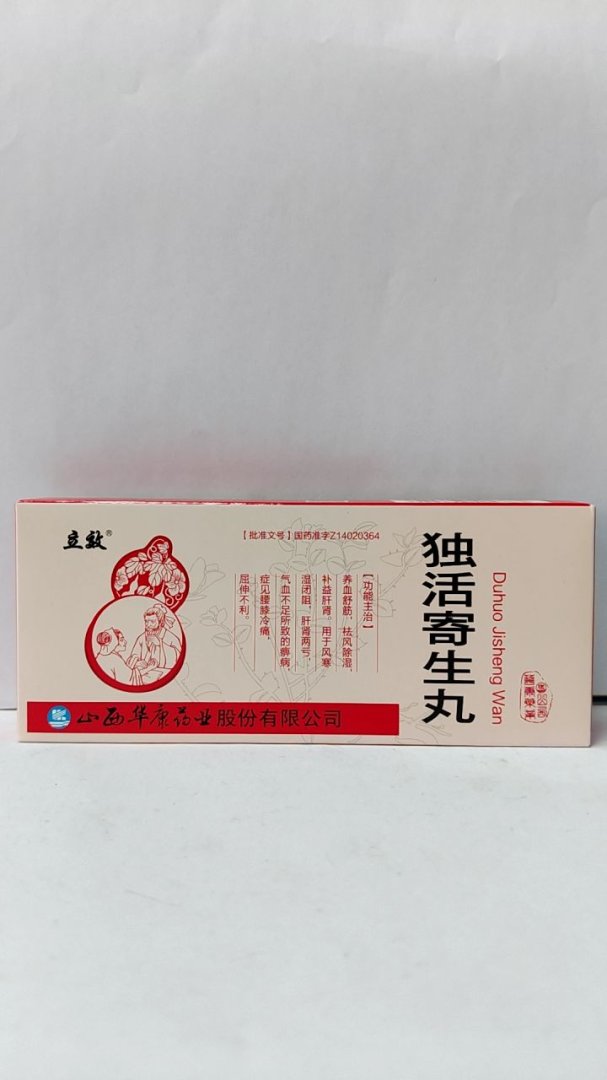 立效®
【批准文号】国药准字Z14020364
独活寄生丸
Duhuo Jisheng Wan
【功能主治】
养血舒筋,祛风除湿,
补益肝肾。用于风寒
湿闭阻,肝肾两亏,
气血不足所致的痹病,
症见腰膝冷痛,
屈伸不利。
山西华康药业股份有限公司